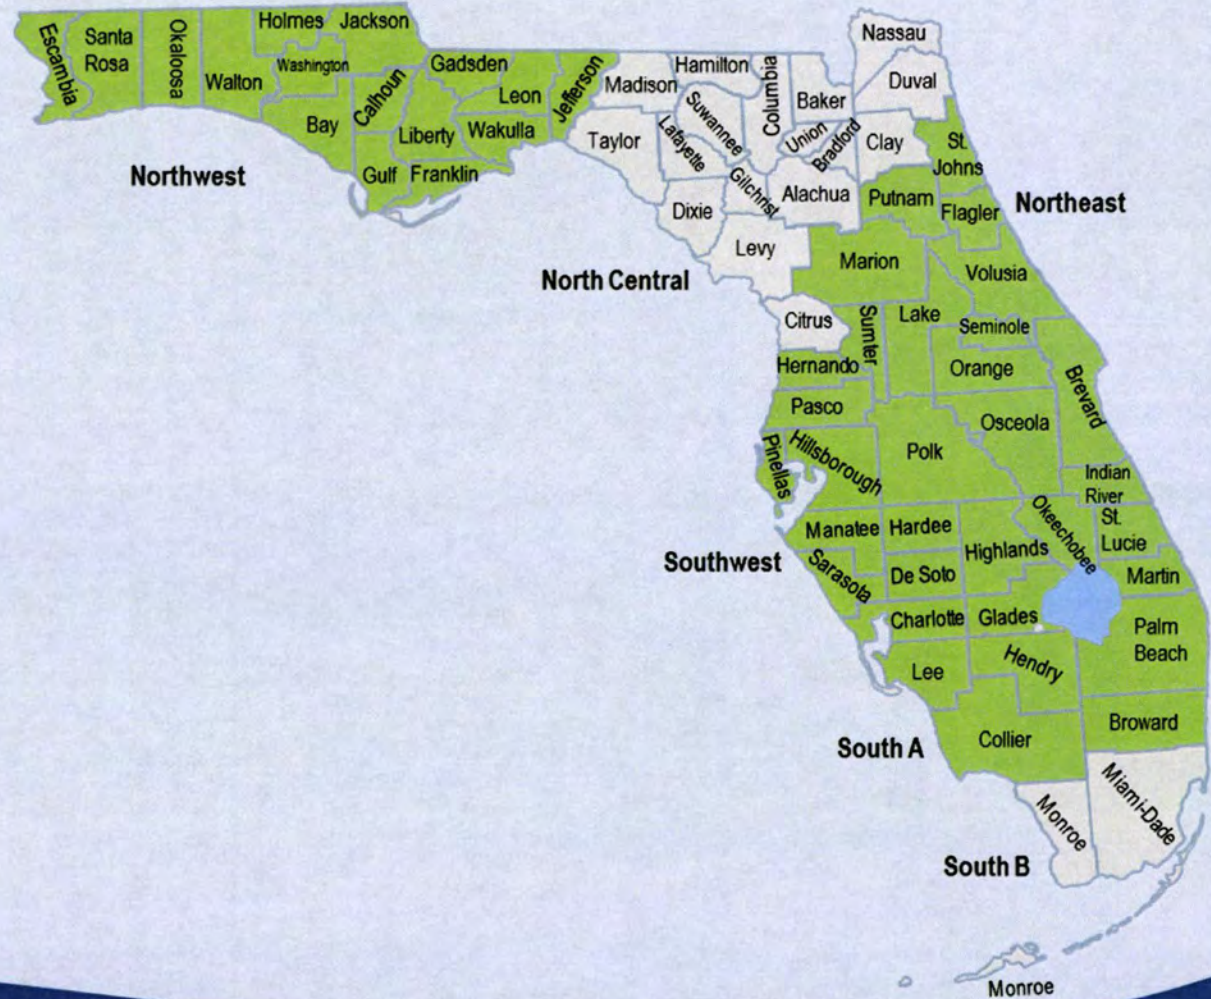 Escambia
Santa
Rosa
Okaloosa
Walton
Holmes
Jackson
Washington
Bay
Calhoun
Gulf
Liberty
Franklin
Gadsden
Leon
Wakulla
Jefferson
Northwest
Madison
Taylor
Hamilton
Suwannee
Lafayette
Columbia
Dixie
Gilchrist
Baker
Union
Bradford
Alachua
Levy
Nassau
Duval
Clay
St.
Johns
Putnam
Flagler
Northeast
North Central
Marion
Volusia
Citrus
Sumter
Lake
Seminole
Hernando
Orange
Brevard
Pasco
Osceola
Pinellas
Hillsborough
Polk
Indian
River
Manatee
Hardee
Highlands
Okeechobee
St.
Lucie
Southwest
Sarasota
De Soto
Martin
Charlotte
Glades
Palm
Beach
Lee
Hendry
South A
Collier
Broward
Monroe
Miami-Dade
South B
Monroe